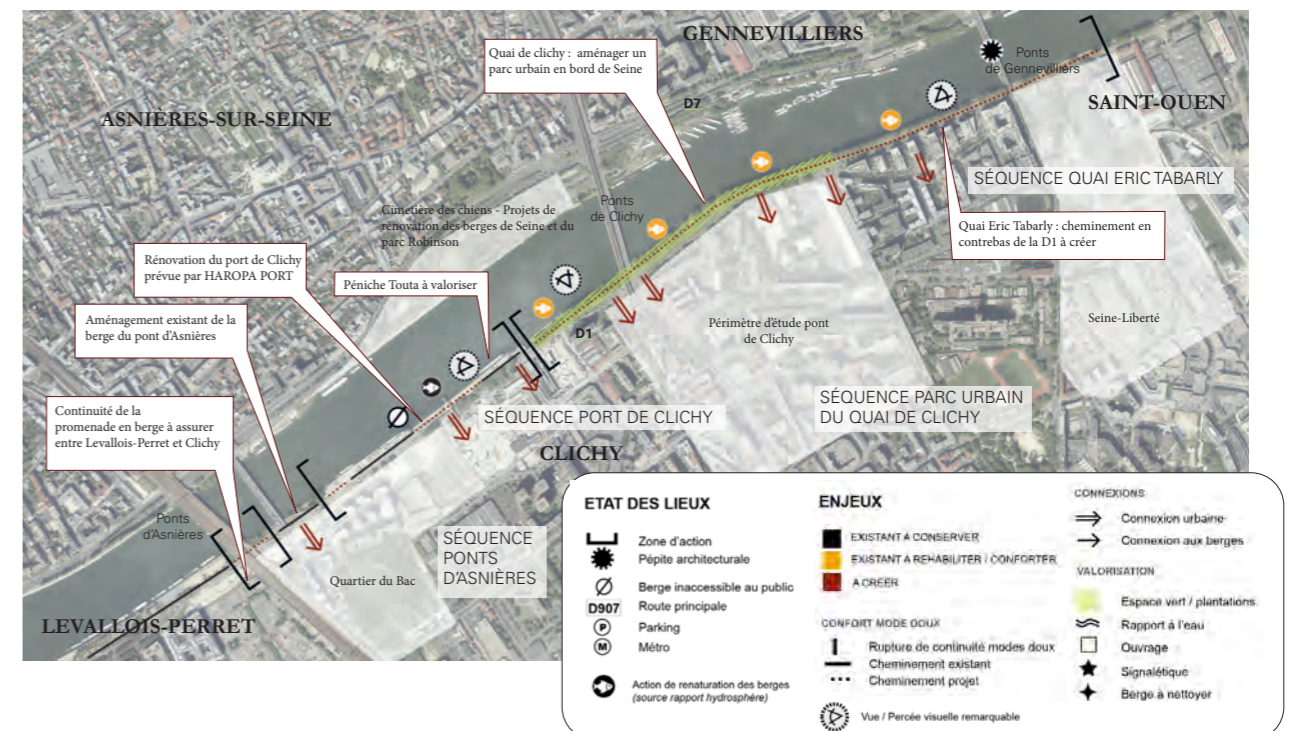 GENNEVILLIERS
Quai de clichy : aménager un
parc urbain en bord de Seine
Ponts
de Gennevilliers
D7
SAINT-OUEN
ASNIÈRES-SUR-SEINE
SÉQUENCE QUAI ERIC TABARLY
Ponts
de Clichy
Cimetière des chiens - Projets de
rénovation des berges de Seine et du
parc Robinson
Quai Eric Tabarly : cheminement en
contrebas de la D1 à créer
Rénovation du port de Clichy
prévue par HAROPA PORT
Péniche Touta à valoriser
Aménagement existant de la
berge du pont d'Asnières
D1
Périmètre d'étude pont
de Clichy
Seine-Liberté
Continuité de la
promenade en berge à assurer
entre Levallois-Perret et Clichy
SÉQUENCE PORT DE CLICHY
SÉQUENCE PARC URBAIN
DU QUAI DE CLICHY
CLICHY
Ponts
d'Asnières
SÉQUENCE
PONTS
D'ASNIÈRES
Quartier du Bac
LEVALLOIS-PERRET
ETAT DES LIEUX
Zone d'action
Pépite architecturale
Berge inaccessible au public
D907 Route principale
P Parking
M Métro
Action de renaturation des berges
(source rapport hydrosphère)
ENJEUX
EXISTANT A CONSERVER
EXISTANT A REHABILITER / CONFORTER
A CREER
CONFORT MODE DOUX
Rupture de continuité modes doux
Cheminement existant
Cheminement projet
Vue / Percée visuelle remarquable
CONNEXIONS
Connexion urbaine
Connexion aux berges
VALORISATION
Espace vert / plantations
Rapport à l'eau
Ouvrage
Signalétique
Berge à nettoyer